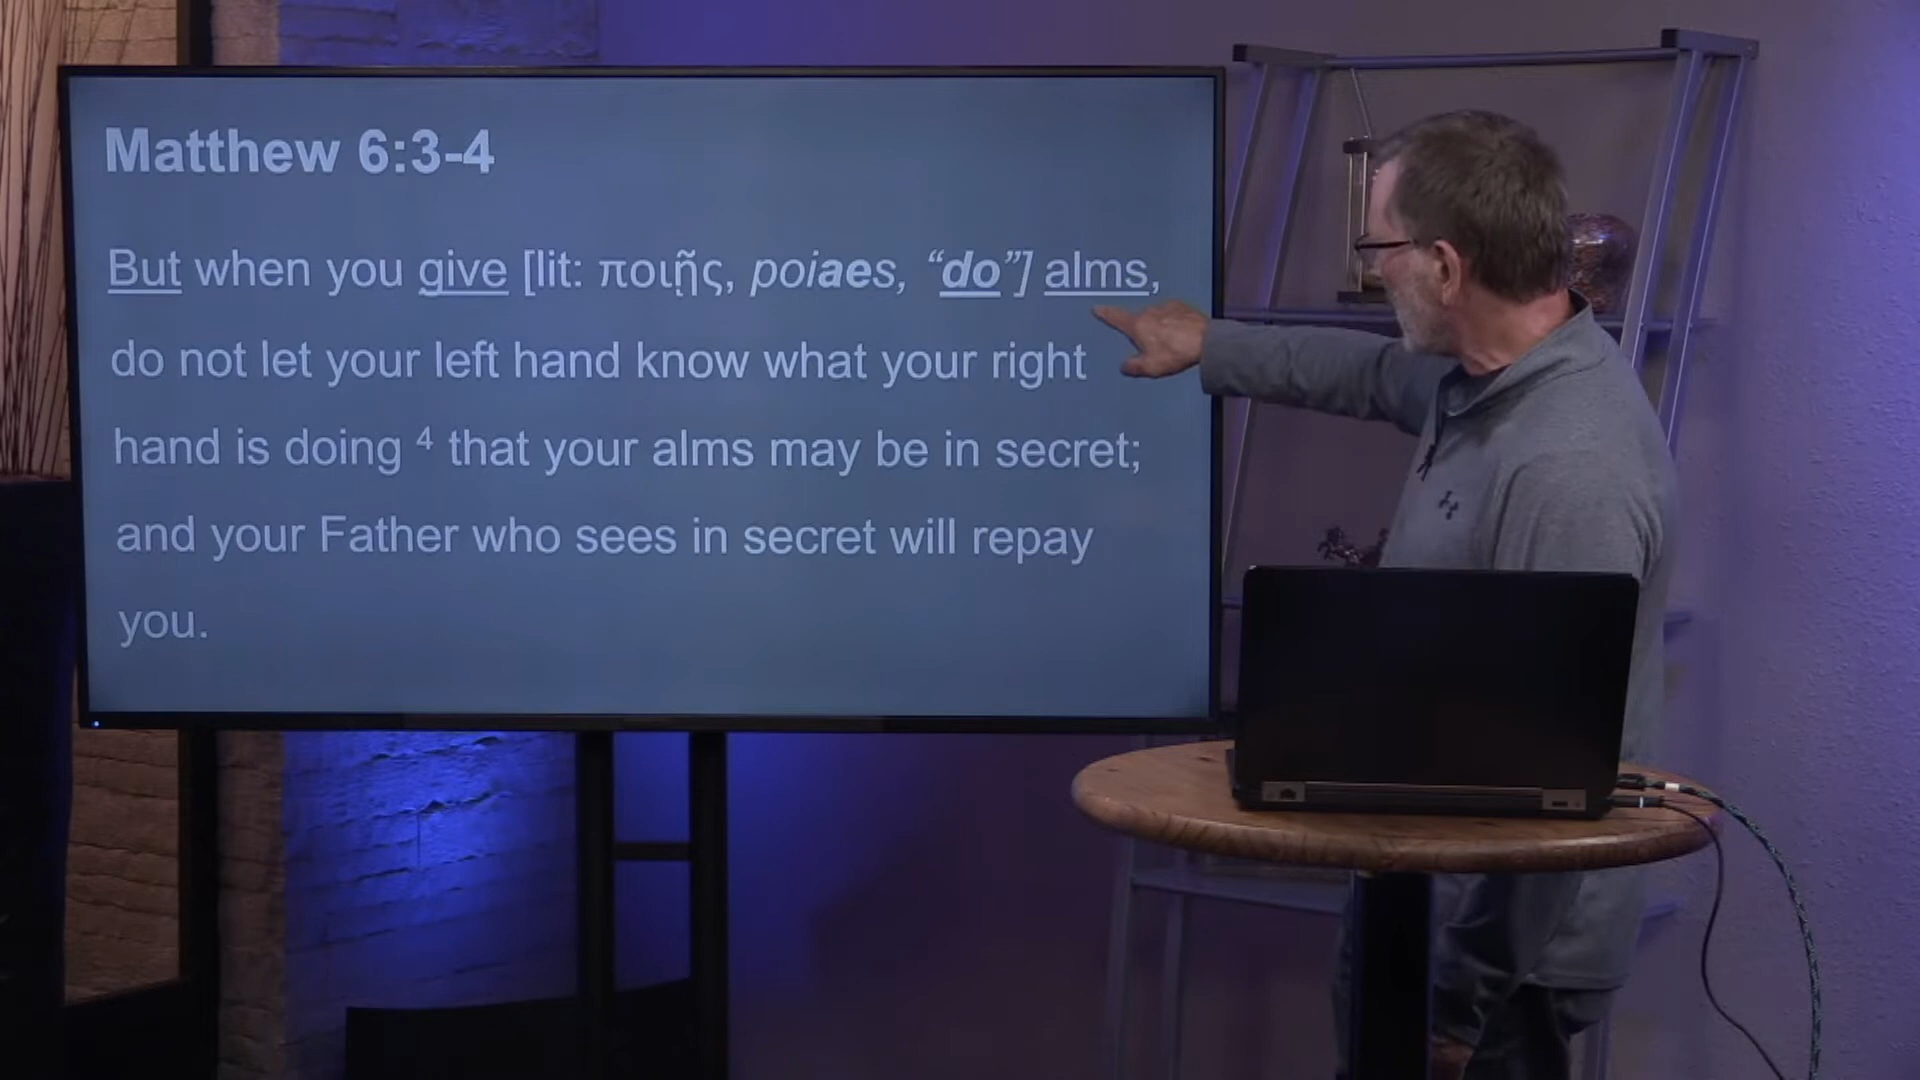 Matthew 6:3-4
But when you give [lit: ποιῇς, poiaes, “do”] alms,
do not let your left hand know what your right
hand is doing ⁴ that your alms may be in secret;
and your Father who sees in secret will repay
you.